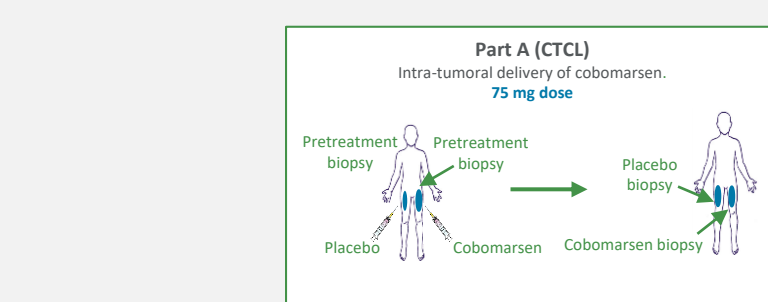 Part A (CTCL)
Intra-tumoral delivery of cobomarsen.
75 mg dose
Pretreatment
biopsy
Pretreatment
biopsy
Placebo
Cobomarsen
Placebo
biopsy
Cobomarsen biopsy